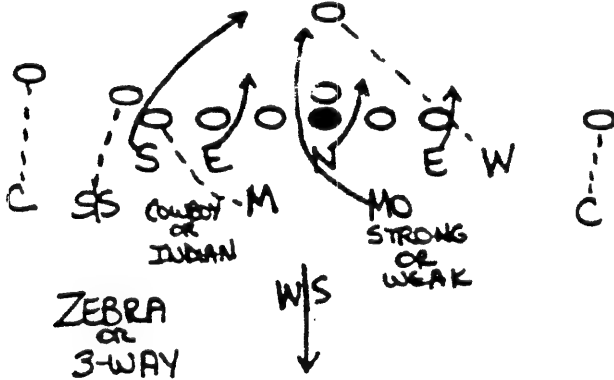 S E N E W
C SS M MO C
COWBOY OR INDIAN
STRONG OR WEAK
W S
ZEBRA
OR
3-WAY